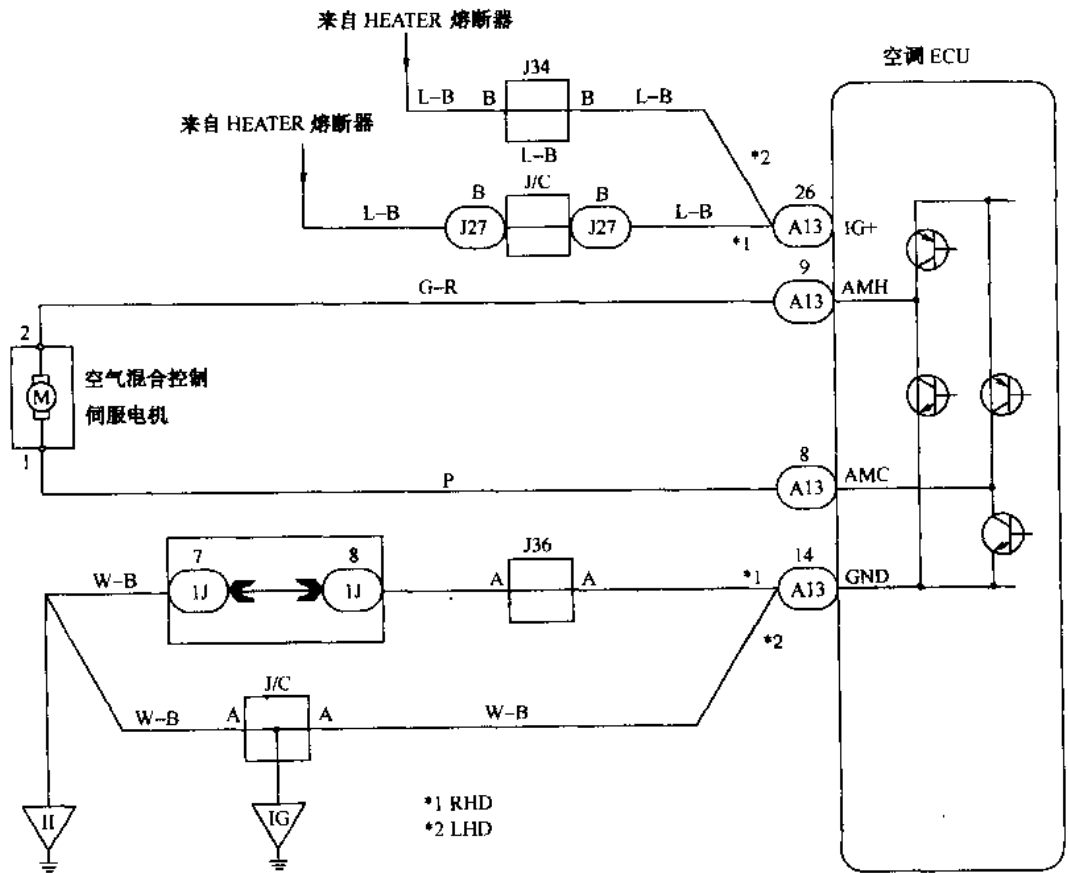 来自 HEATER 熔断器
空调 ECU
J34
L-B B B L-B
来自 HEATER 熔断器
L-B
*2
J/C
B B
26
L-B J27 J27 L-B A13 IG+
*1
9
G-R A13 AMH
2
空气混合控制
M
伺服电机
1
8
P A13 AMC
J36
7 8 14
W-B A A *1 GND
1J 1J A13
*2
J/C
W-B A A W-B
II IG
*1 RHD
*2 LHD